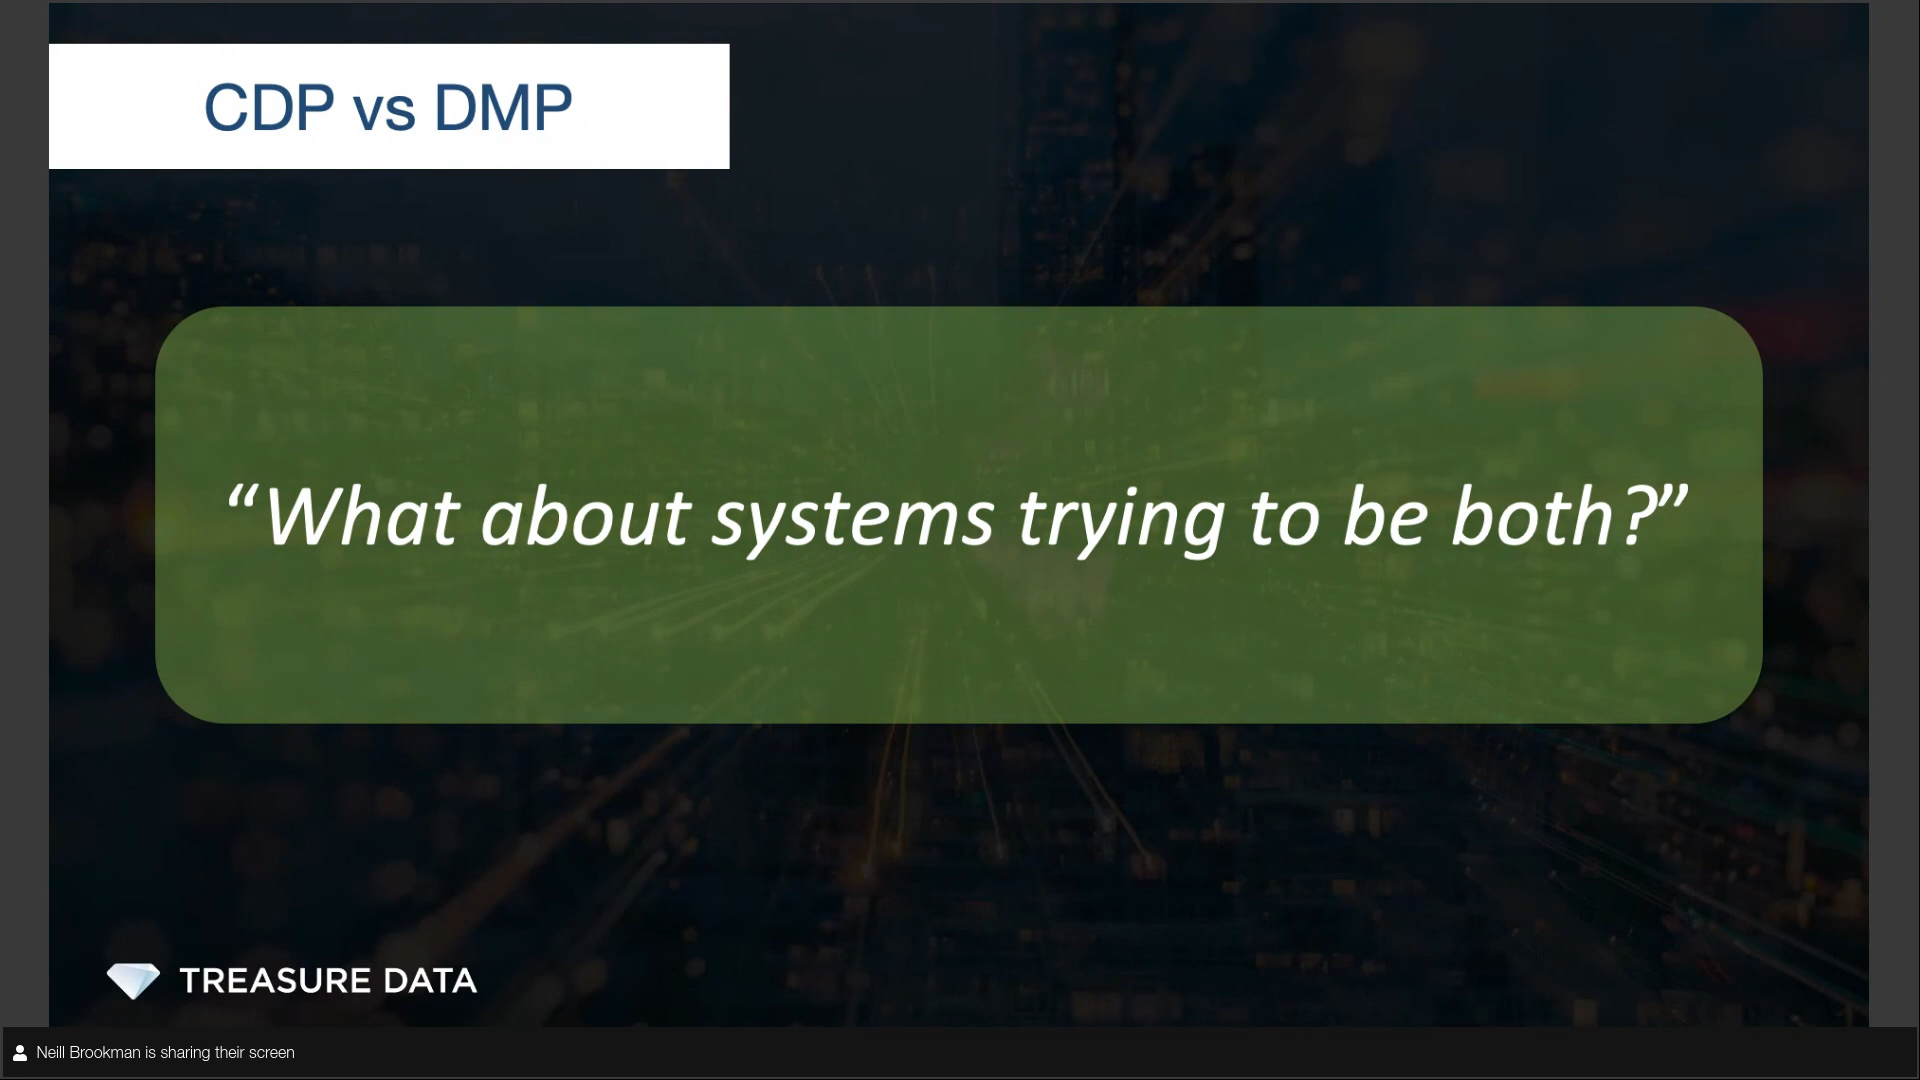 CDP vs DMP
“What about systems trying to be both?”
TREASURE DATA
Neill Brookman is sharing their screen